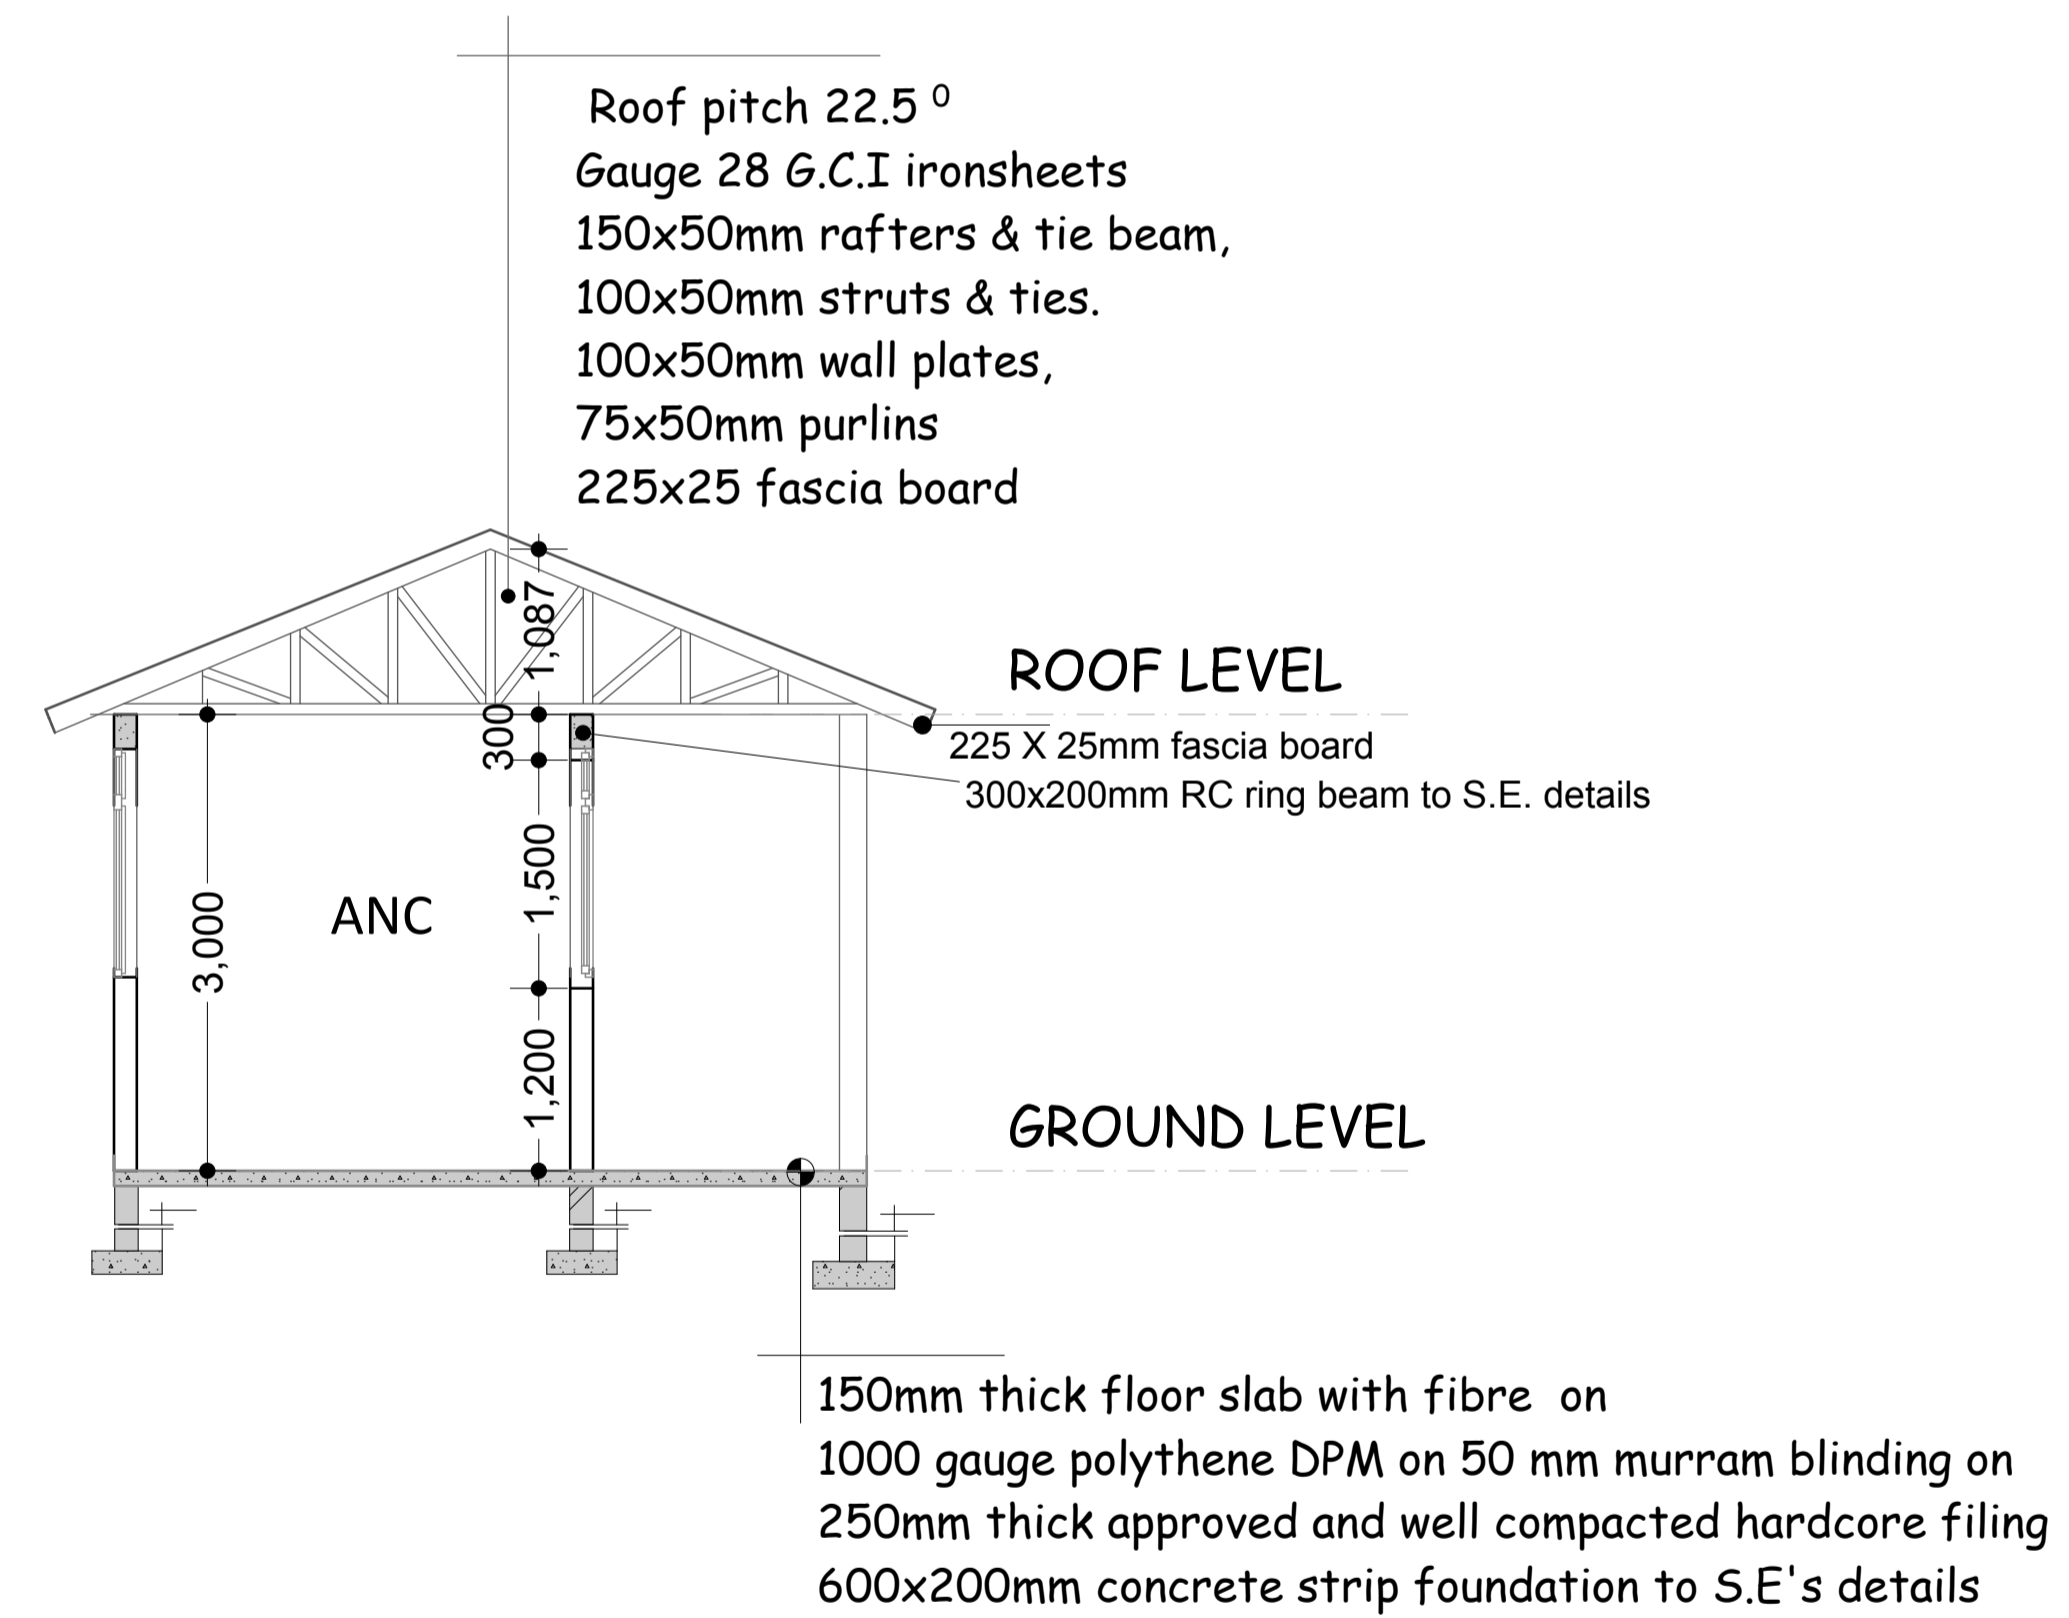 Roof pitch 22.5 ⁰
Gauge 28 G.C.I ironsheets
150x50mm rafters & tie beam,
100x50mm struts & ties.
100x50mm wall plates,
75x50mm purlins
225x25 fascia board
1,087
ROOF LEVEL
300
225 X 25mm fascia board
300x200mm RC ring beam to S.E. details
1,500
3,000
ANC
1,200
GROUND LEVEL
150mm thick floor slab with fibre on
1000 gauge polythene DPM on 50 mm murram blinding on
250mm thick approved and well compacted hardcore filing
600x200mm concrete strip foundation to S.E's details